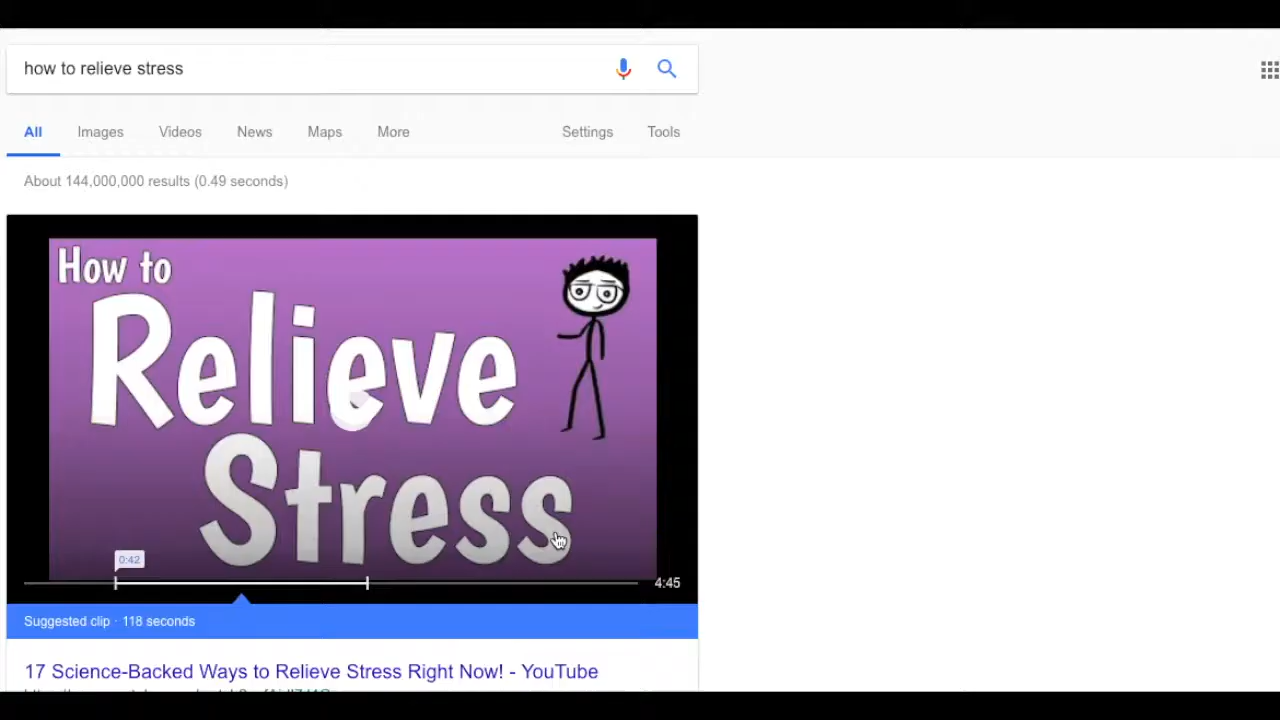 how to relieve stress
All Images Videos News Maps More Settings Tools
About 144,000,000 results (0.49 seconds)
How to
Relieve
Stress
0:42
4:45
Suggested clip · 118 seconds
17 Science-Backed Ways to Relieve Stress Right Now! - YouTube